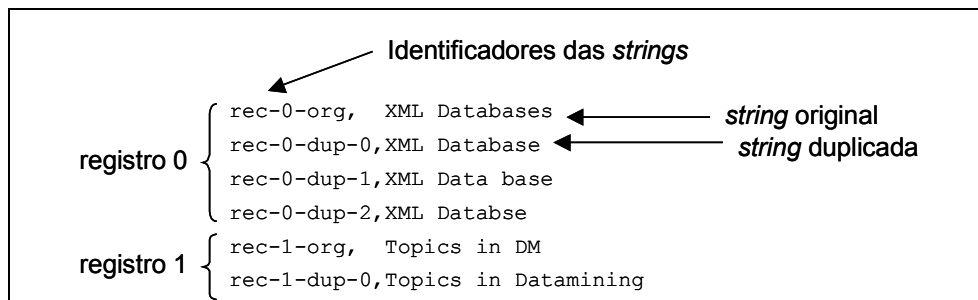 Identificadores das strings
rec-0-org, XML Databases
string original
rec-0-dup-0,XML Database
string duplicada
registro 0
rec-0-dup-1,XML Data base
rec-0-dup-2,XML Databse
rec-1-org, Topics in DM
registro 1
rec-1-dup-0,Topics in Datamining